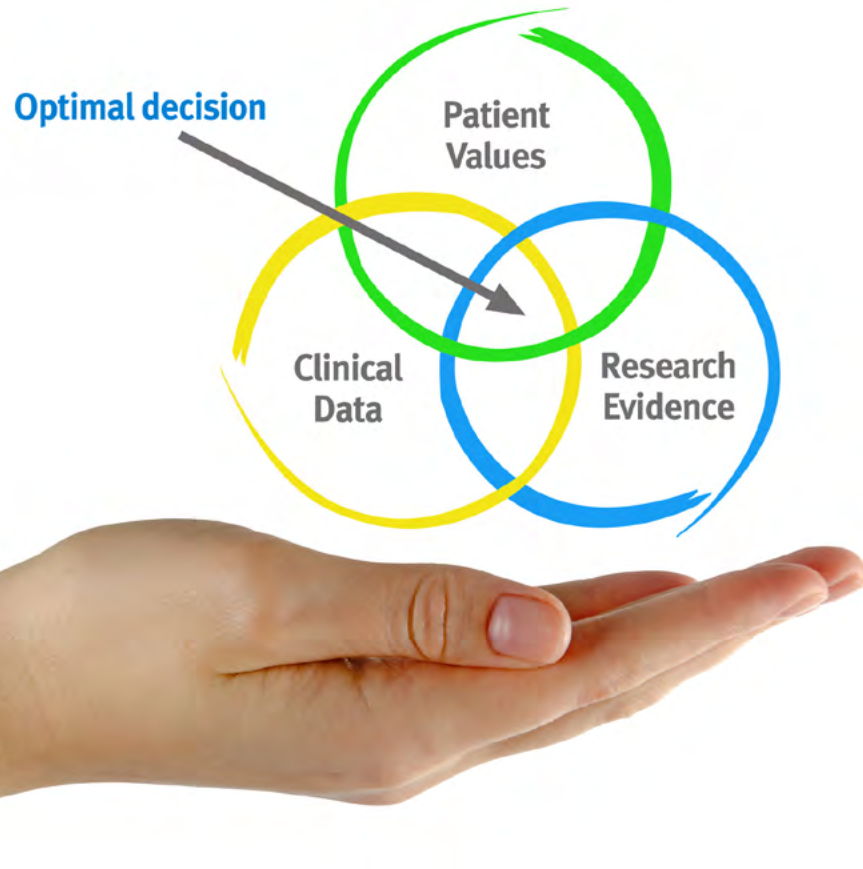 Optimal decision
Patient
Values
Clinical
Data
Research
Evidence